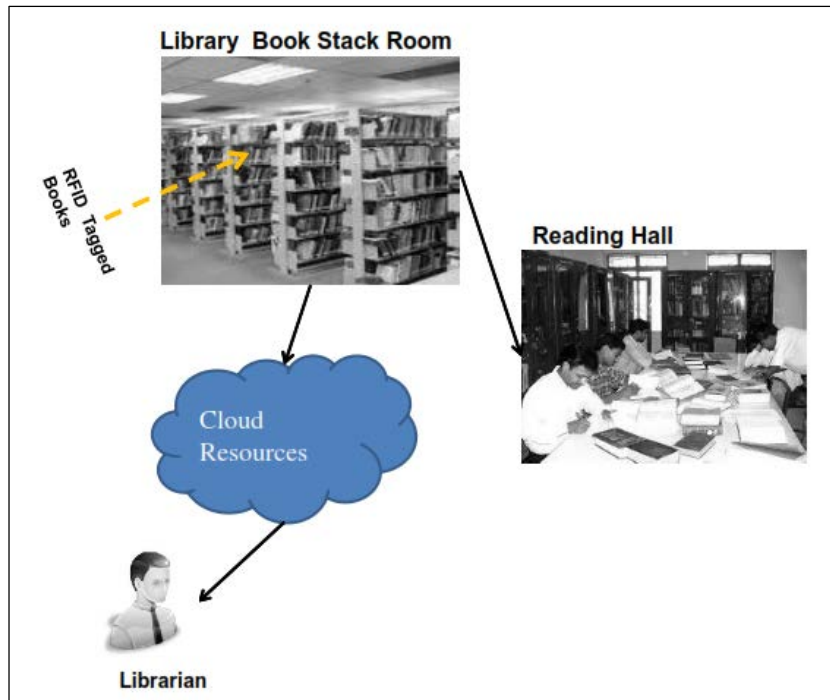 Library Book Stack Room
RFID Tagged
Books
Reading Hall
Cloud
Resources
Librarian